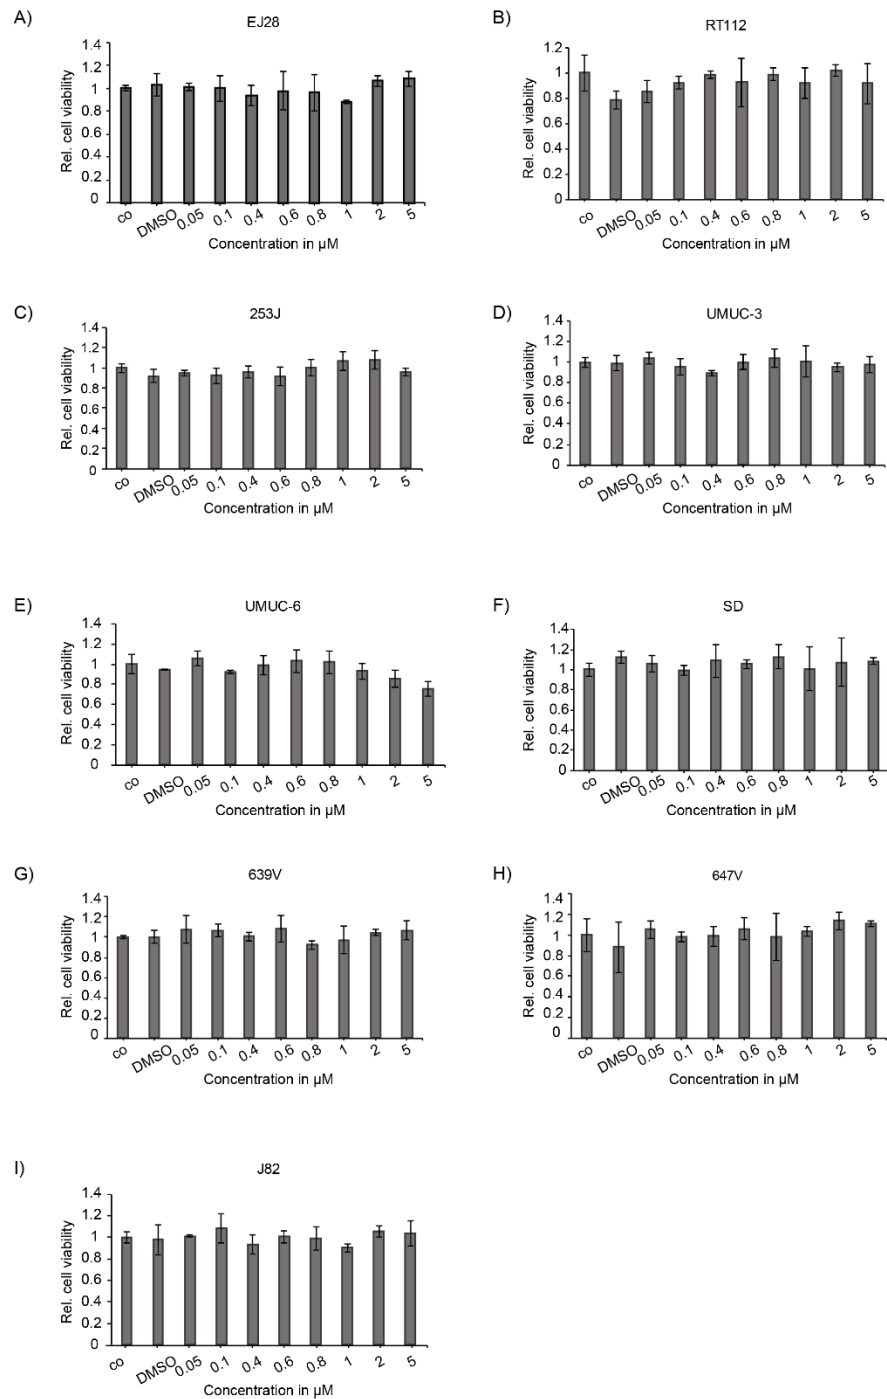 A)
EJ28
Rel. cell viability
1.4
1.2
1
0.8
0.6
0.4
0.2
0
co DMSO 0.05 0.1 0.4 0.6 0.8 1 2 5
Concentration in µM
B)
RT112
Rel. cell viability
1.4
1.2
1.0
0.8
0.6
0.4
0.2
0
co DMSO 0.05 0.1 0.4 0.6 0.8 1 2 5
Concentration in µM
C)
253J
Rel. cell viability
1.4
1.2
1
0.8
0.6
0.4
0.2
0
co DMSO 0.05 0.1 0.4 0.6 0.8 1 2 5
Concentration in µM
D)
UMUC-3
Rel. cell viability
1.4
1.2
1
0.8
0.6
0.4
0.2
0
co DMSO 0.05 0.1 0.4 0.6 0.8 1 2 5
Concentration in µM
E)
UMUC-6
Rel. cell viability
1.4
1.2
1
0.8
0.6
0.4
0.2
0
co DMSO 0.05 0.1 0.4 0.6 0.8 1 2 5
Concentration in µM
F)
SD
Rel. cell viability
1.4
1.2
1
0.8
0.6
0.4
0.2
0
co DMSO 0.05 0.1 0.4 0.6 0.8 1 2 5
Concentration in µM
G)
639V
Rel. cell viability
1.4
1.2
1
0.8
0.6
0.4
0.2
0
co DMSO 0.05 0.1 0.4 0.6 0.8 1 2 5
Concentration in µM
H)
647V
Rel. cell viability
1.4
1.2
1
0.8
0.6
0.4
0.2
0
co DMSO 0.05 0.1 0.4 0.6 0.8 1 2 5
Concentration in µM
I)
J82
Rel. cell viability
1.4
1.2
1
0.8
0.6
0.4
0.2
0
co DMSO 0.05 0.1 0.4 0.6 0.8 1 2 5
Concentration in µM